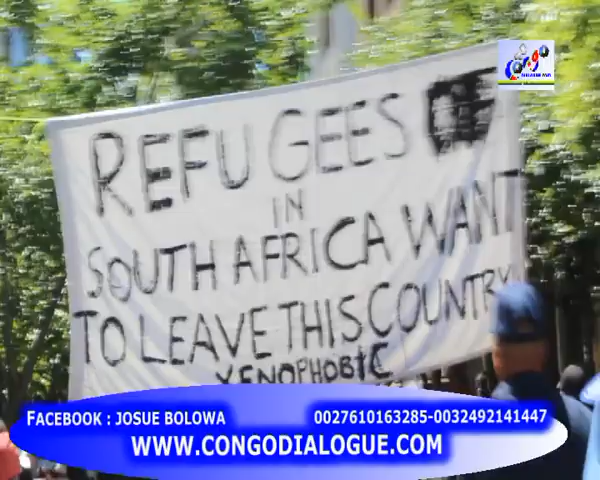 REFUGEES
IN
SOUTH AFRICA WANT
TO LEAVE THIS COUNTRY
XENOPHOBIC
FACEBOOK : JOSUE BOLOWA
0027610163285-0032492141447
WWW.CONGODIALOGUE.COM